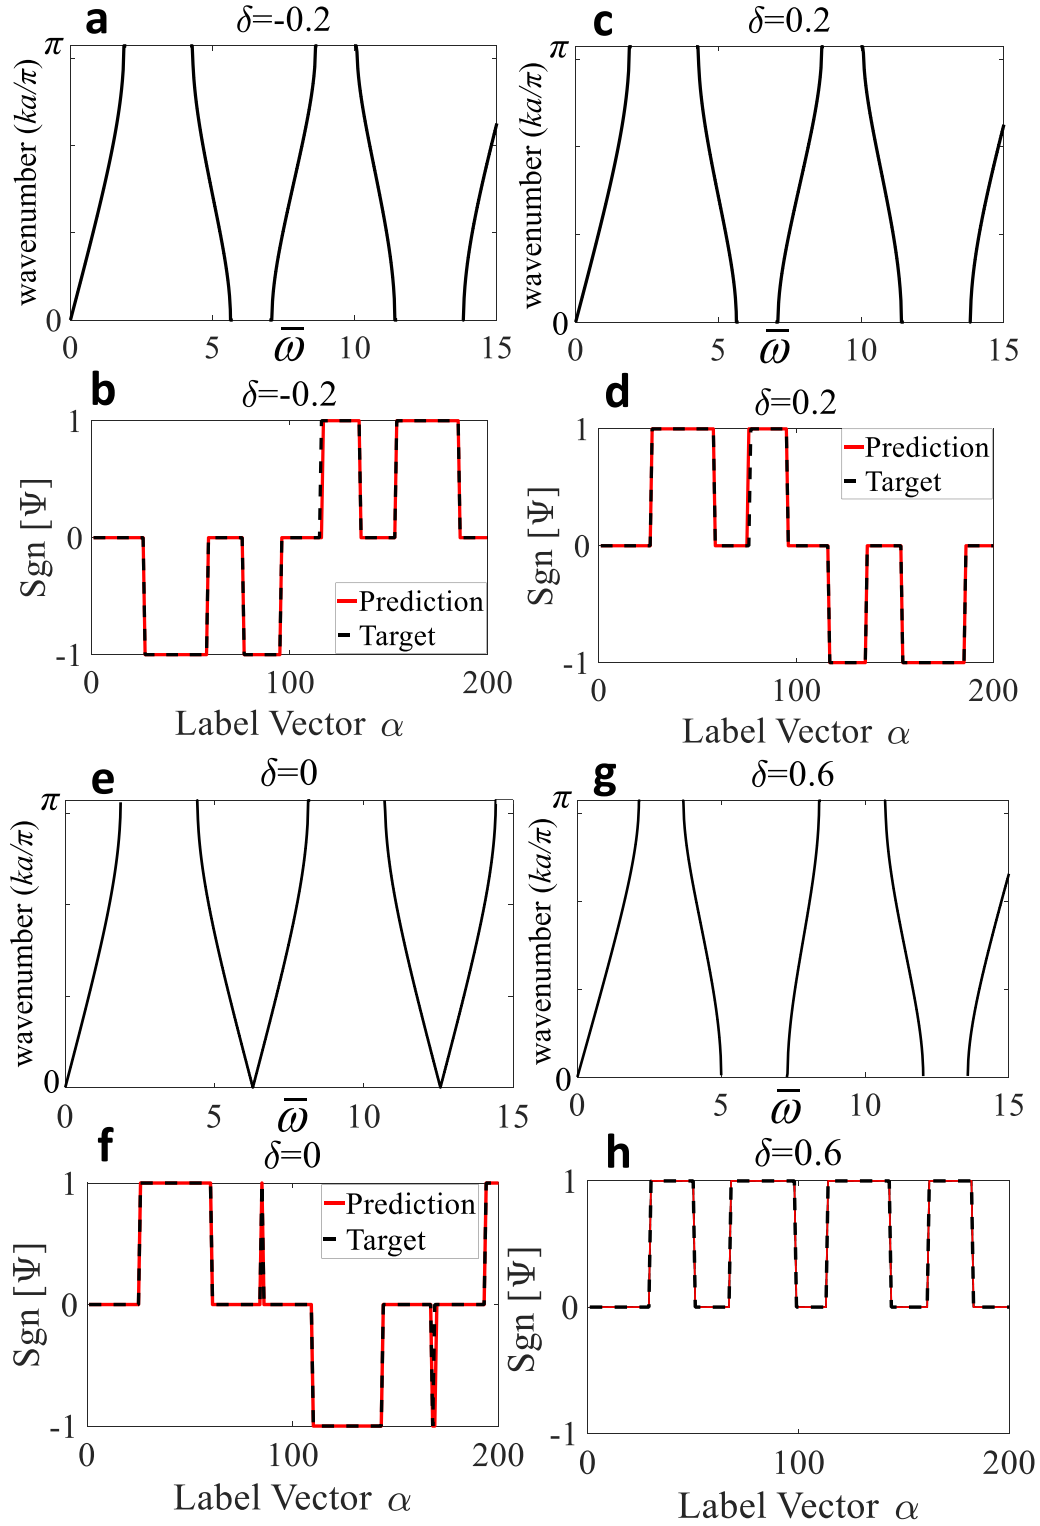 a
δ=-0.2
π
wavenumber (ka/π)
0
0
5
10
15
ω̅
c
δ=0.2
π
wavenumber (ka/π)
0
0
5
10
15
ω̅
b
δ=-0.2
1
0
-1
Sgn [Ψ]
Prediction
Target
0
100
200
Label Vector α
d
δ=0.2
1
0
-1
Sgn [Ψ]
Prediction
Target
0
100
200
Label Vector α
e
δ=0
π
wavenumber (ka/π)
0
0
5
10
15
ω̅
g
δ=0.6
π
wavenumber (ka/π)
0
0
5
10
15
ω̅
f
δ=0
1
0
-1
Sgn [Ψ]
Prediction
Target
0
100
200
Label Vector α
h
δ=0.6
1
0
-1
Sgn [Ψ]
0
100
200
Label Vector α